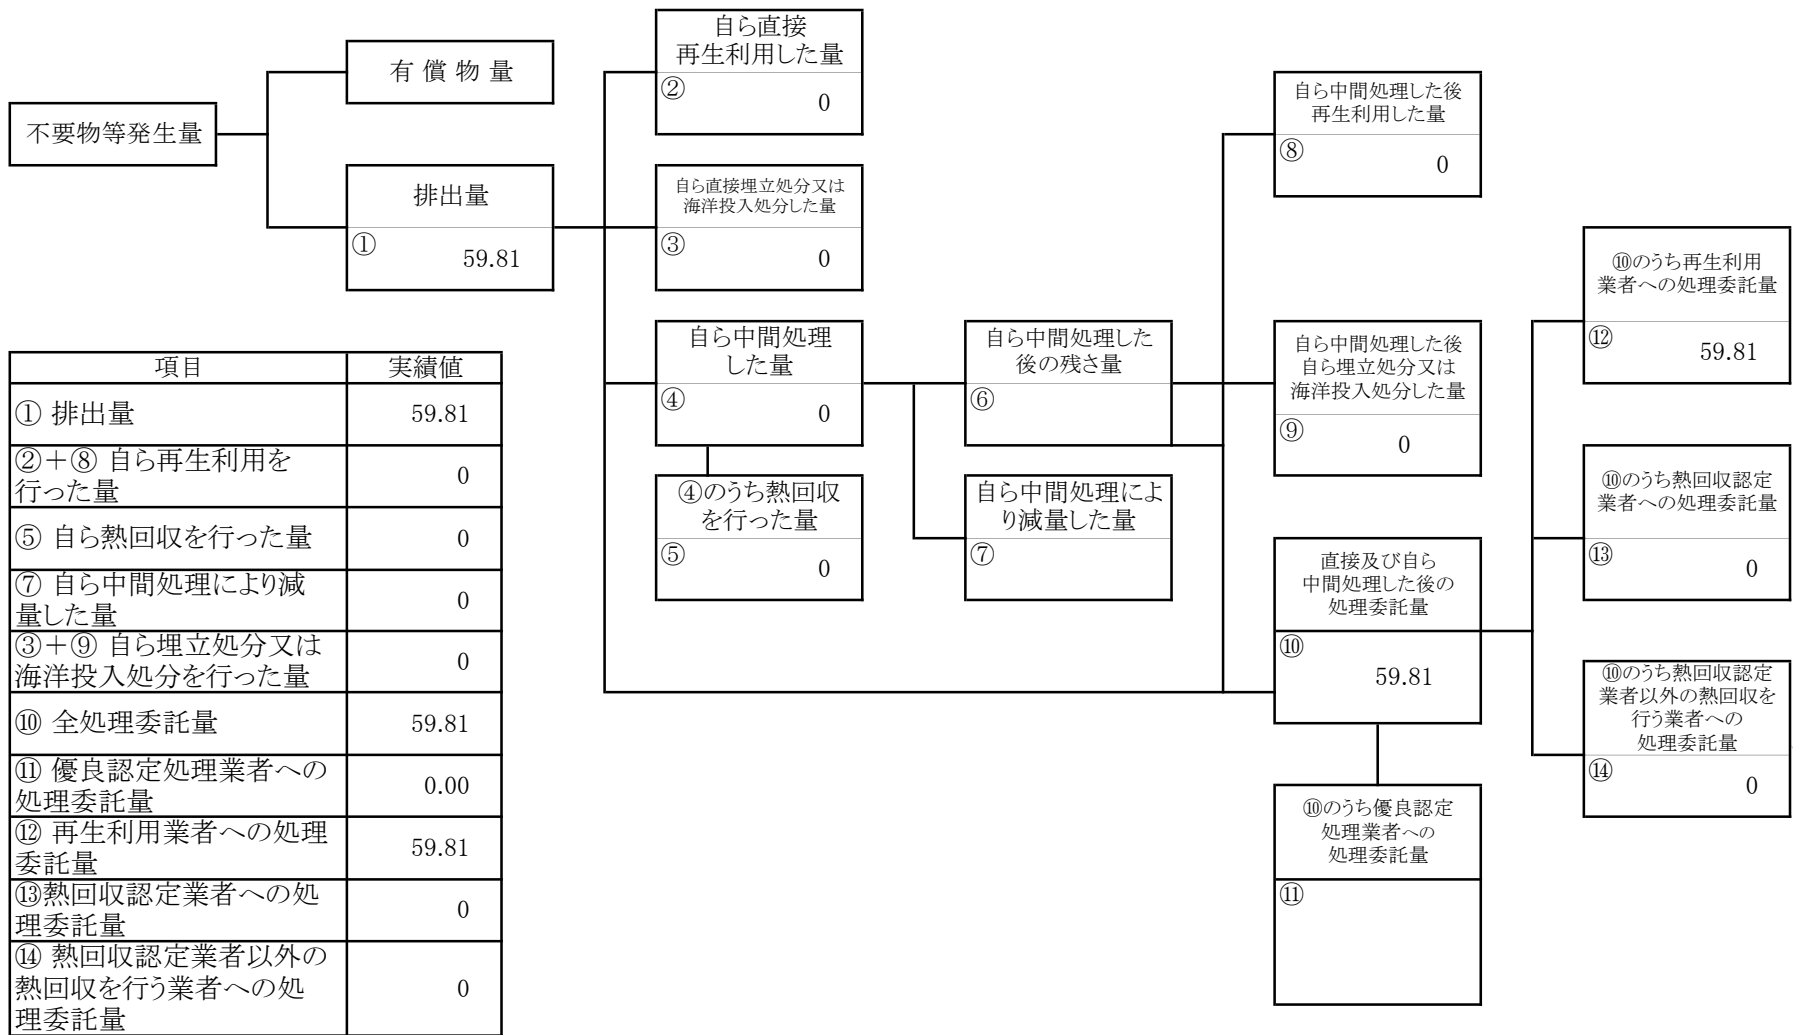 不要物等発生量
有 償 物 量
排出量
①
59.81
自ら直接
再生利用した量
②
0
自ら直接埋立処分又は
海洋投入処分した量
③
0
自ら中間処理
した量
④
0
④のうち熱回収
を行った量
⑤
0
自ら中間処理した
後の残さ量
⑥
自ら中間処理によ
り減量した量
⑦
自ら中間処理した後
再生利用した量
⑧
0
自ら中間処理した後
自ら埋立処分又は
海洋投入処分した量
⑨
0
直接及び自ら
中間処理した後の
処理委託量
⑩
59.81
⑩のうち優良認定
処理業者への
処理委託量
⑪
⑩のうち再生利用
業者への処理委託量
⑫
59.81
⑩のうち熱回収認定
業者への処理委託量
⑬
0
⑩のうち熱回収認定
業者以外の熱回収を
行う業者への
処理委託量
⑭
0
項目 実績値
① 排出量 59.81
②+⑧ 自ら再生利用を
行った量 0
⑤ 自ら熱回収を行った量 0
⑦ 自ら中間処理により減
量した量 0
③+⑨ 自ら埋立処分又は
海洋投入処分を行った量 0
⑩ 全処理委託量 59.81
⑪ 優良認定処理業者への
処理委託量 0.00
⑫ 再生利用業者への処理
委託量 59.81
⑬熱回収認定業者への処
理委託量 0
⑭ 熱回収認定業者以外の
熱回収を行う業者への処
理委託量 0